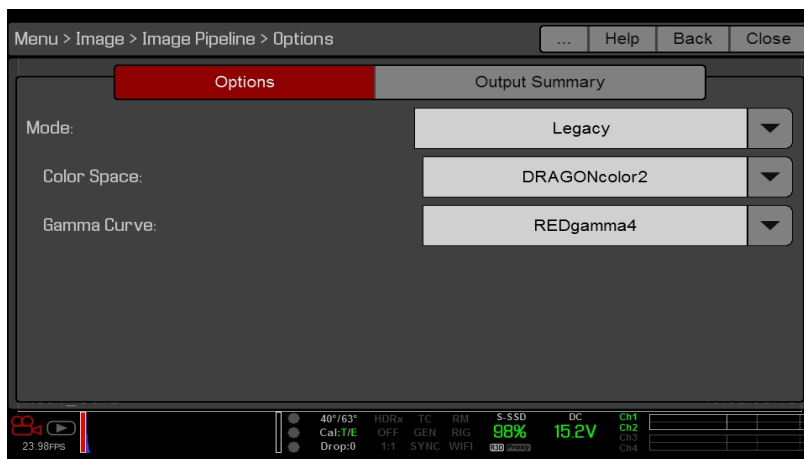 Menu > Image > Image Pipeline > Options ... Help Back Close
Options Output Summary
Mode: Legacy
Color Space: DRAGONcolor2
Gamma Curve: REDgamma4
40°/63° HDRx TC RM S-SSD DC Ch1
Cal:T/E OFF GEN RIG 98% 15.2V Ch2
23.98FPS Drop:0 1:1 SYNC WIFI R3D Proxy Ch3
Ch4